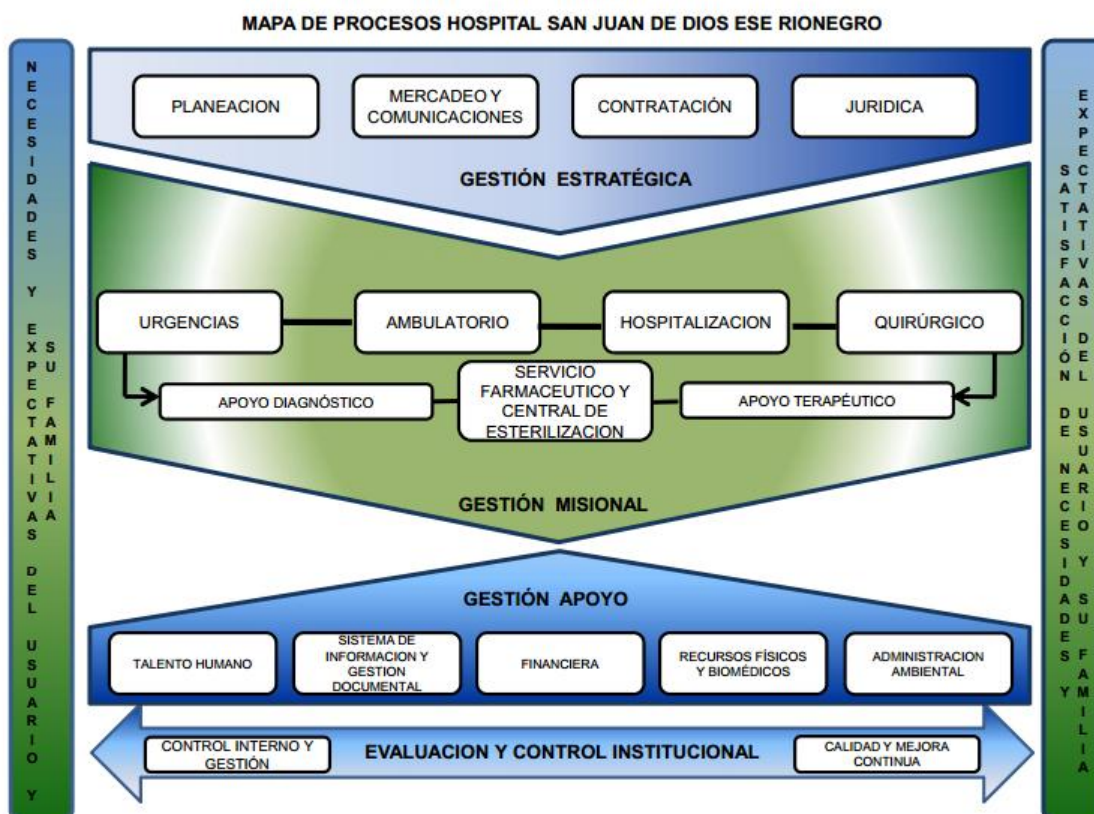 MAPA DE PROCESOS HOSPITAL SAN JUAN DE DIOS ESE RIONEGRO
NECESIDADES Y EXPECTATIVAS DEL USUARIO Y
SU FAMILIA
PLANEACION
MERCADEO Y
COMUNICACIONES
CONTRATACIÓN
JURIDICA
GESTIÓN ESTRATÉGICA
URGENCIAS
AMBULATORIO
HOSPITALIZACION
QUIRÚRGICO
APOYO DIAGNÓSTICO
SERVICIO
FARMACEUTICO Y
CENTRAL DE
ESTERILIZACION
APOYO TERAPÉUTICO
GESTIÓN MISIONAL
GESTIÓN APOYO
TALENTO HUMANO
SISTEMA DE
INFORMACION Y
GESTION
DOCUMENTAL
FINANCIERA
RECURSOS FÍSICOS
Y BIOMÉDICOS
ADMINISTRACION
AMBIENTAL
CONTROL INTERNO Y
GESTIÓN
EVALUACION Y CONTROL INSTITUCIONAL
CALIDAD Y MEJORA
CONTINUA
SATISFACCIÓN DE NECESIDADES Y
EXPECTATIVAS DEL USUARIO Y SU FAMILIA